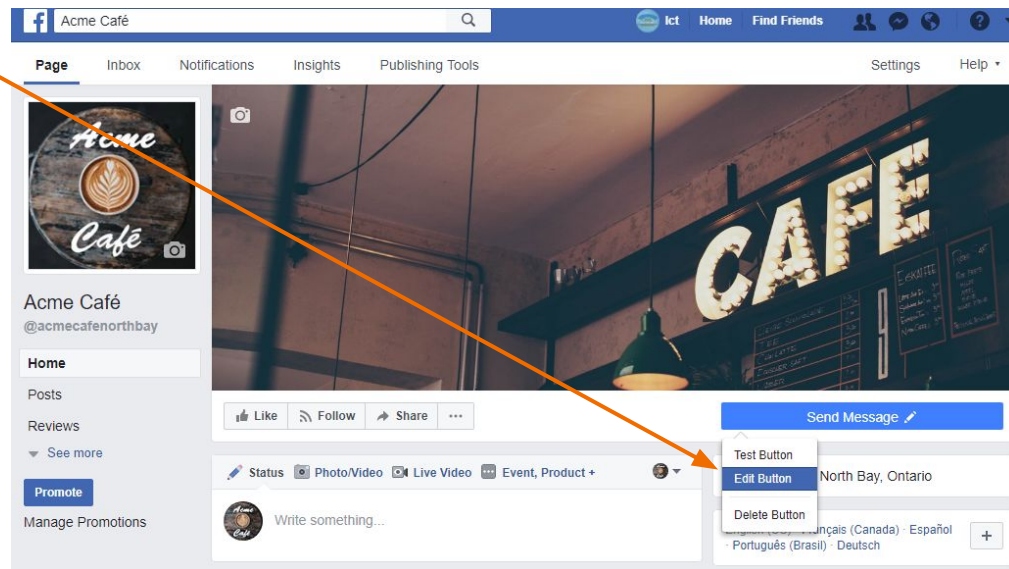 Acme Café
Ict Home Find Friends
Page Inbox Notifications Insights Publishing Tools Settings Help
Acme
Café
CAFE
Acme Café
@acmecafenorthbay
Home
Posts
Reviews
See more
Promote
Manage Promotions
Like Follow Share ...
Send Message
Test Button
Edit Button
Delete Button
North Bay, Ontario
Status Photo/Video Live Video Event, Product +
Write something...
(Canada) · Español
· Português (Brasil) · Deutsch